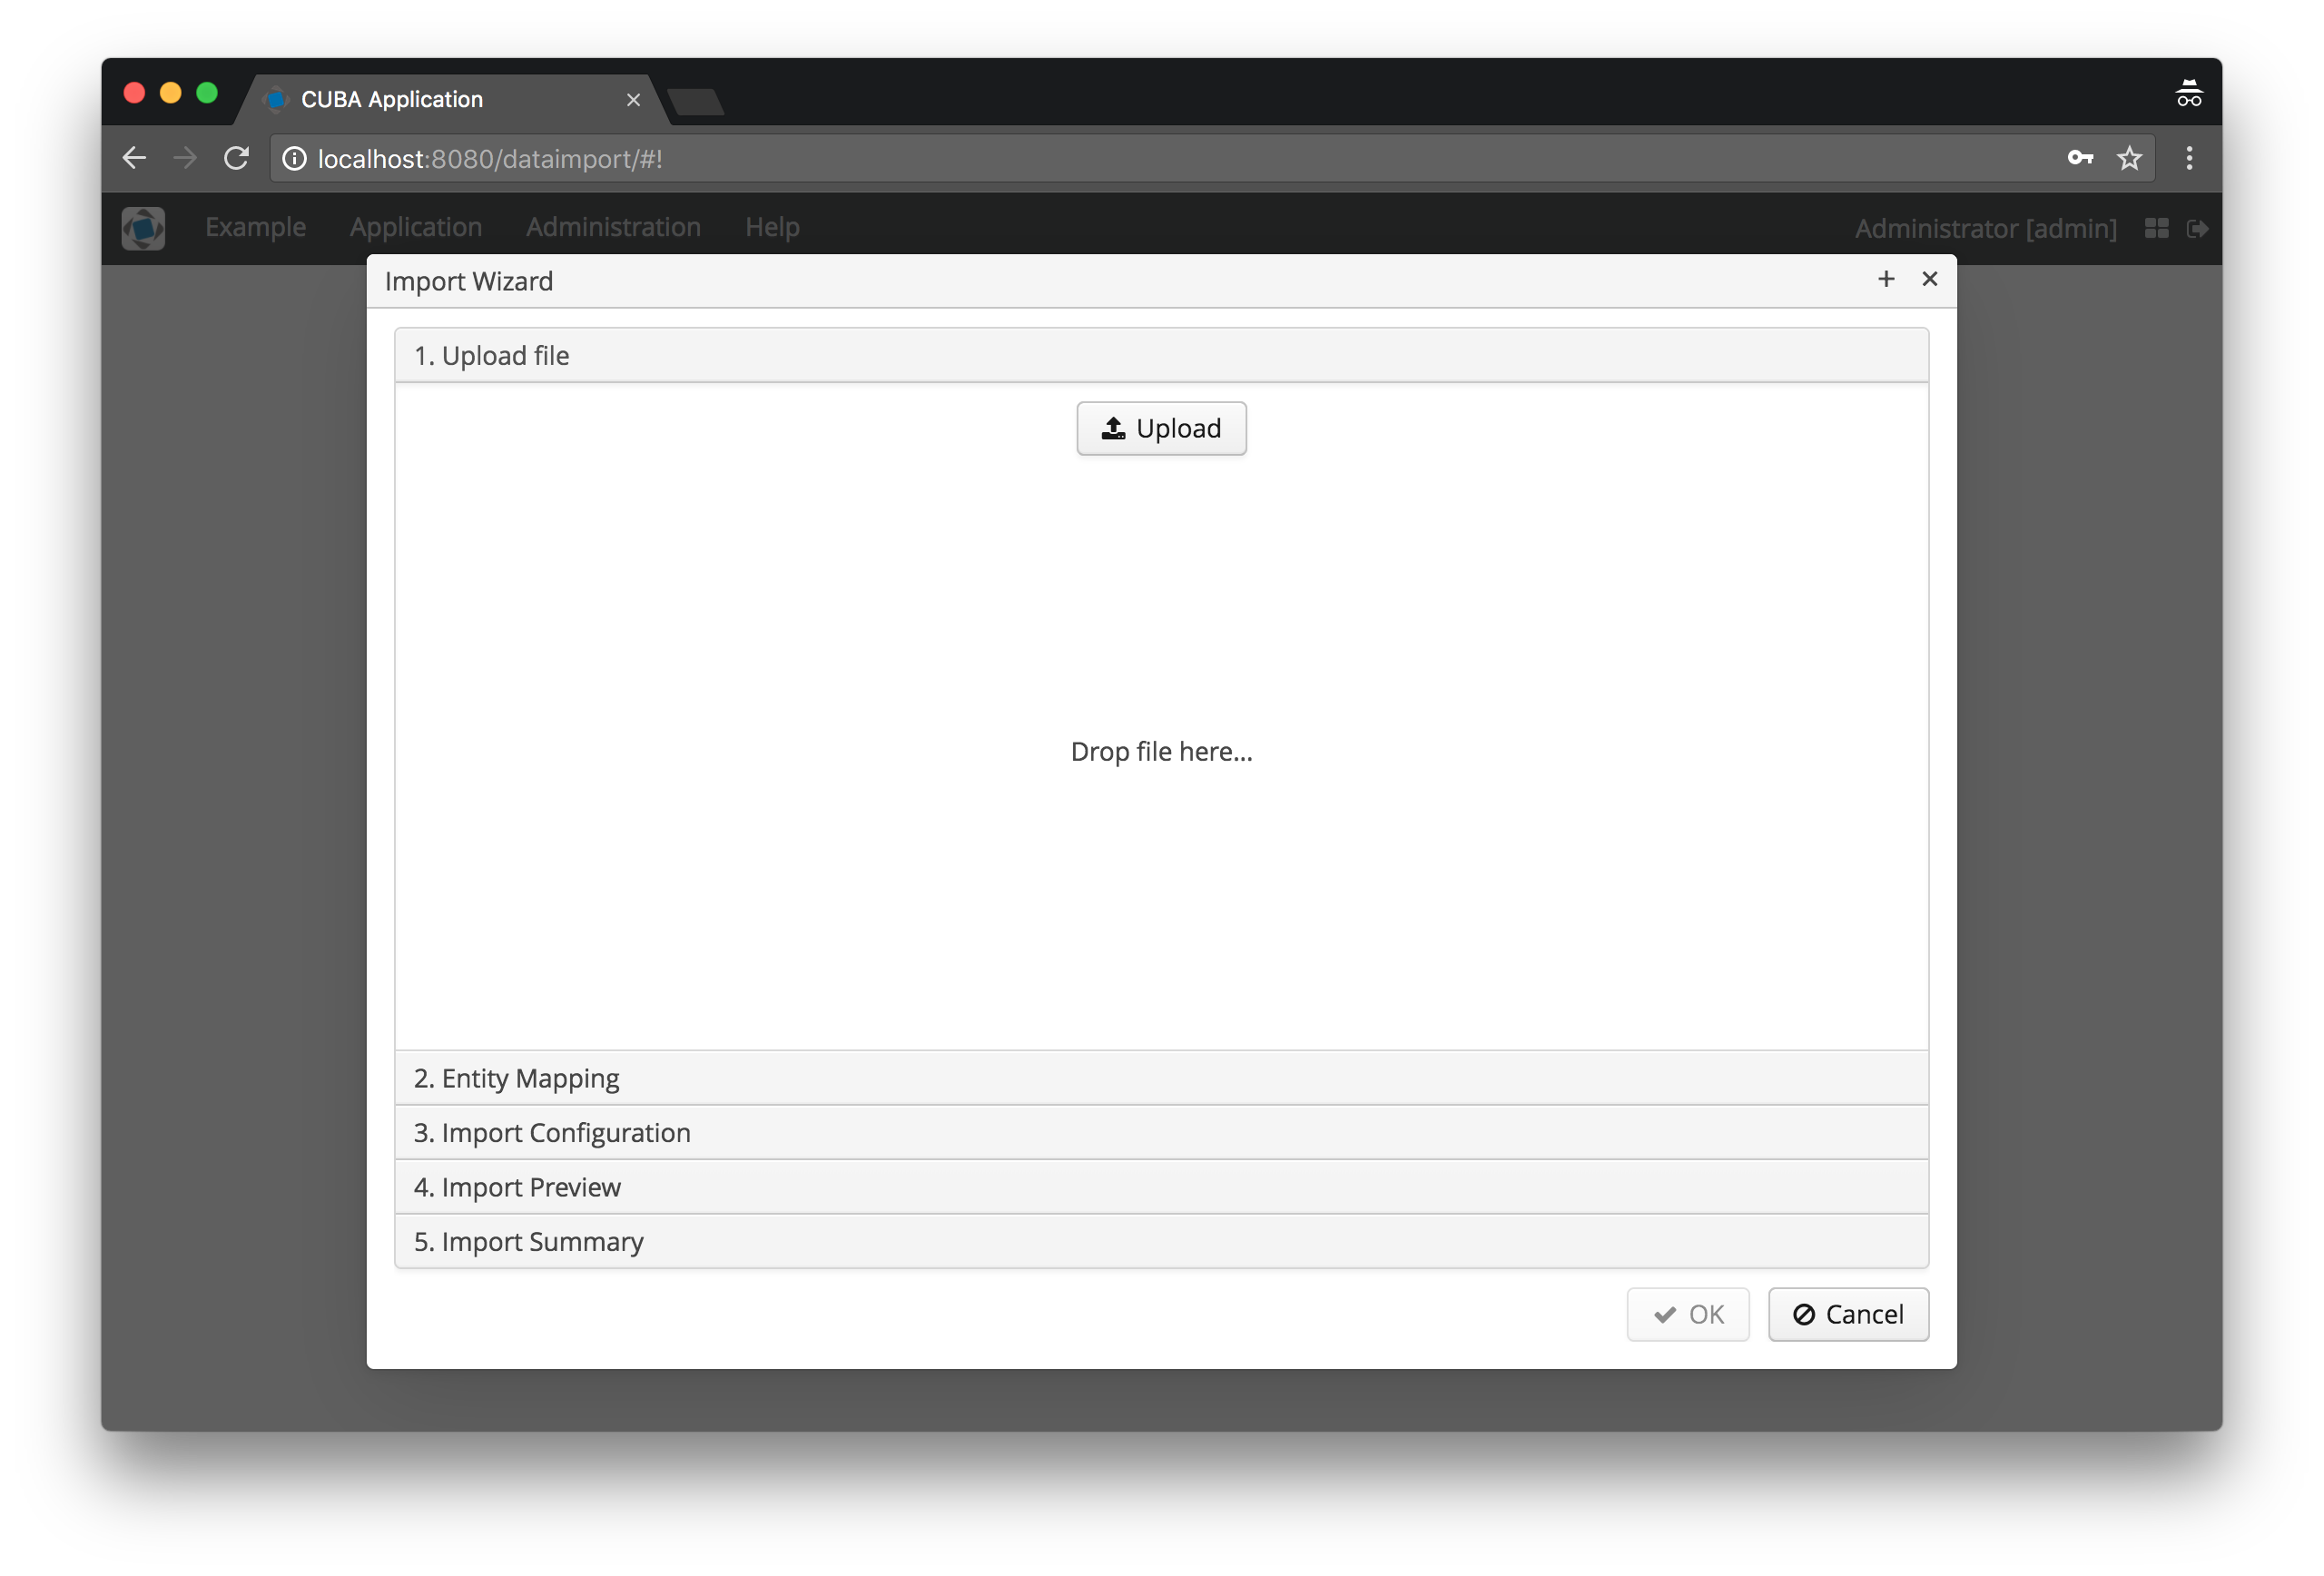 CUBA Application
localhost:8080/dataimport/#!
Example Application Administration Help Administrator [admin]
Import Wizard
1. Upload file
Upload
Drop file here...
2. Entity Mapping
3. Import Configuration
4. Import Preview
5. Import Summary
OK Cancel